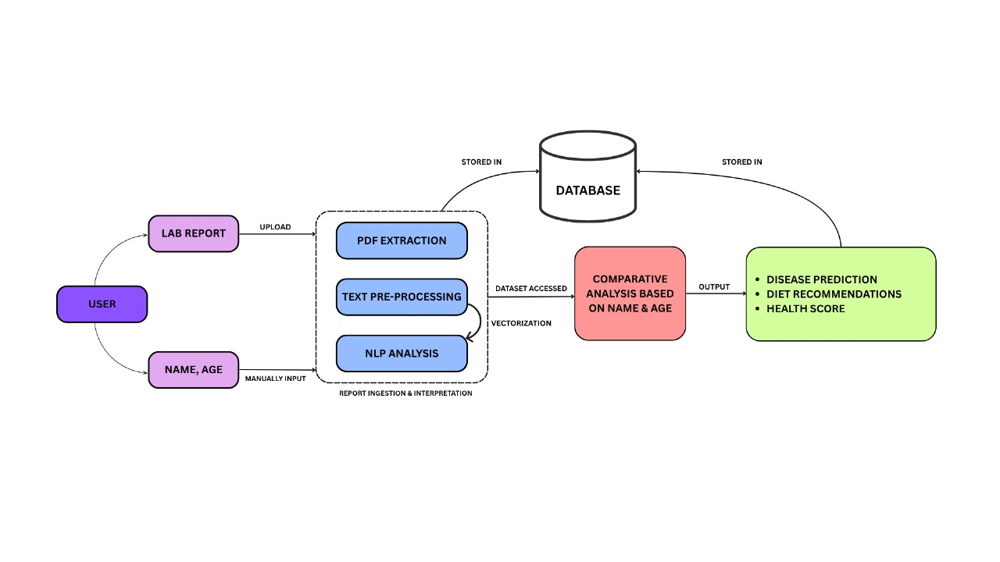 STORED IN
STORED IN
DATABASE
LAB REPORT
UPLOAD
PDF EXTRACTION
USER
TEXT PRE-PROCESSING
VECTORIZATION
NLP ANALYSIS
NAME, AGE
MANUALLY INPUT
REPORT INGESTION & INTERPRETATION
DATASET ACCESSED
COMPARATIVE
ANALYSIS BASED
ON NAME & AGE
OUTPUT
• DISEASE PREDICTION
• DIET RECOMMENDATIONS
• HEALTH SCORE